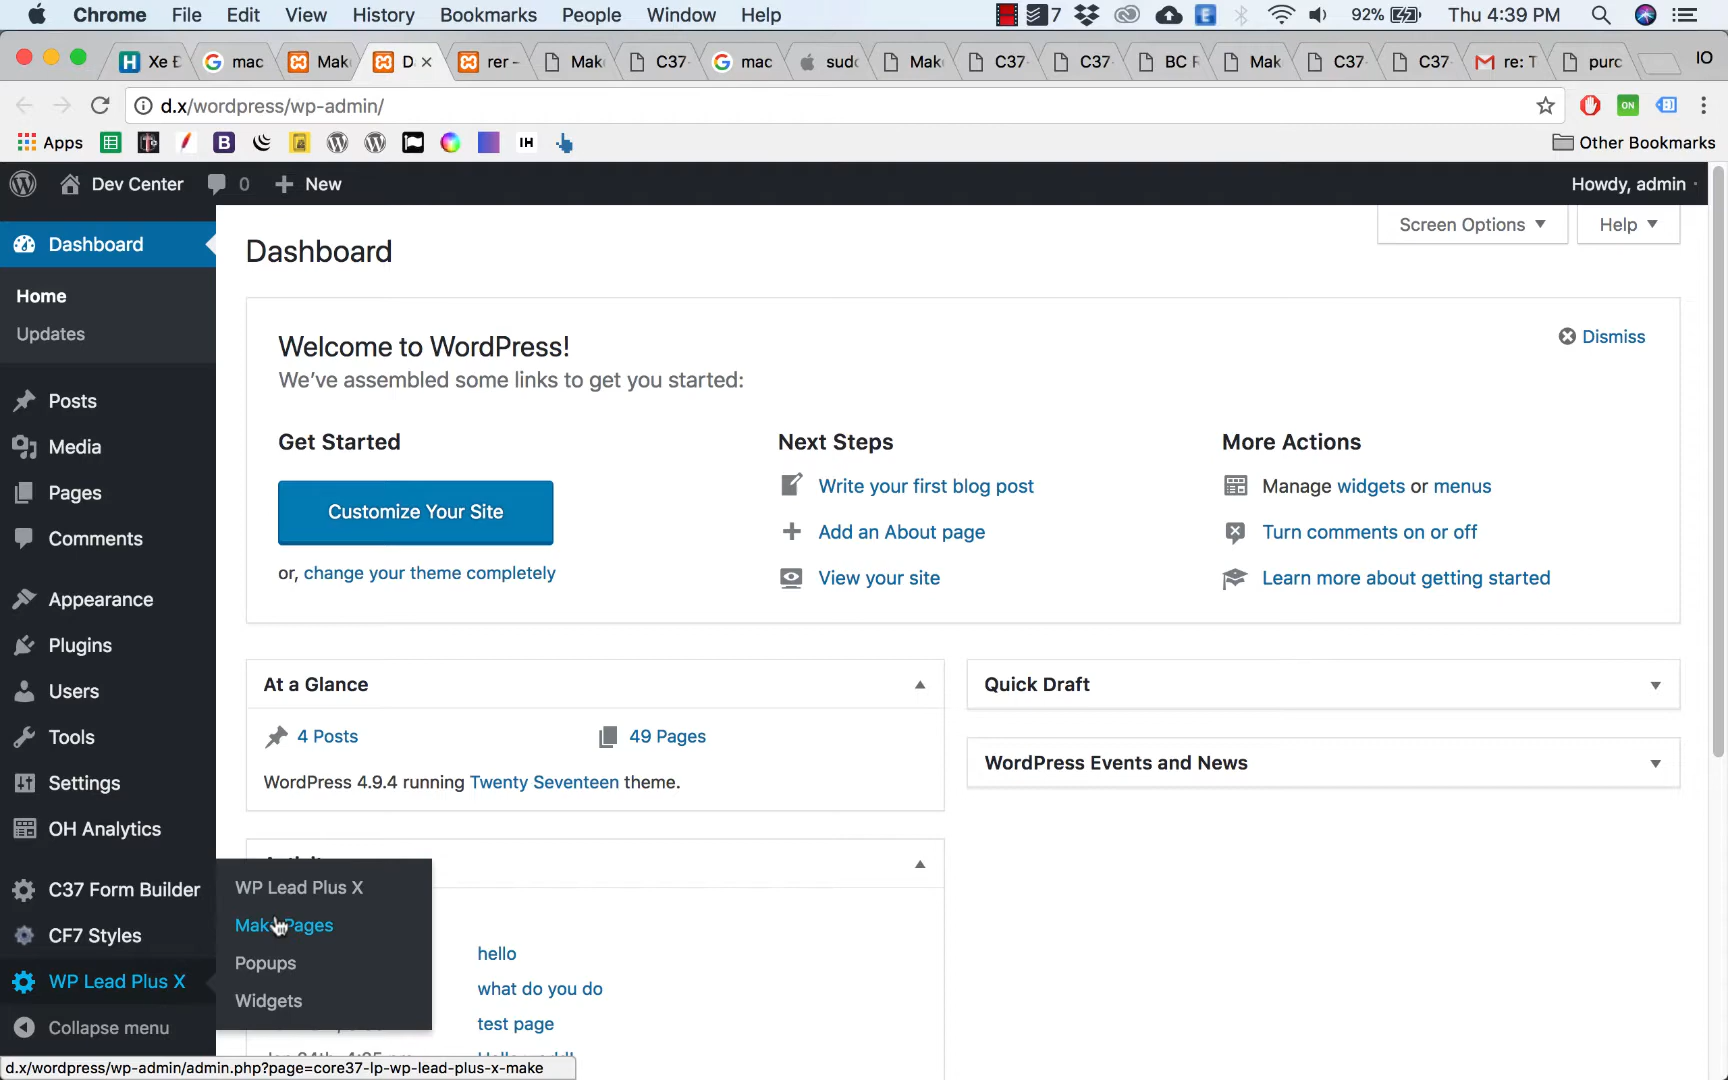 Chrome File Edit View History Bookmarks People Window Help 7 92% Thu 4:39 PM
Xe Đ mac Mak D rer - Mak C37 mac sud Mak C37 C37 BC F Mak C37 C37 re: T purc IO
d.x/wordpress/wp-admin/ ON
Apps B IH Other Bookmarks
Dev Center 0 New Howdy, admin
Screen Options Help
Dashboard
Home
Updates
Posts
Media
Pages
Comments
Appearance
Plugins
Users
Tools
Settings
OH Analytics
C37 Form Builder
CF7 Styles
WP Lead Plus X
Collapse menu
WP Lead Plus X
Make Pages
Popups
Widgets
Dashboard
Welcome to WordPress!
We've assembled some links to get you started:
Dismiss
Get Started
Customize Your Site
or, change your theme completely
Next Steps
Write your first blog post
Add an About page
View your site
More Actions
Manage widgets or menus
Turn comments on or off
Learn more about getting started
At a Glance
4 Posts 49 Pages
WordPress 4.9.4 running Twenty Seventeen theme.
Quick Draft
WordPress Events and News
hello
what do you do
test page
d.x/wordpress/wp-admin/admin.php?page=core37-lp-wp-lead-plus-x-make